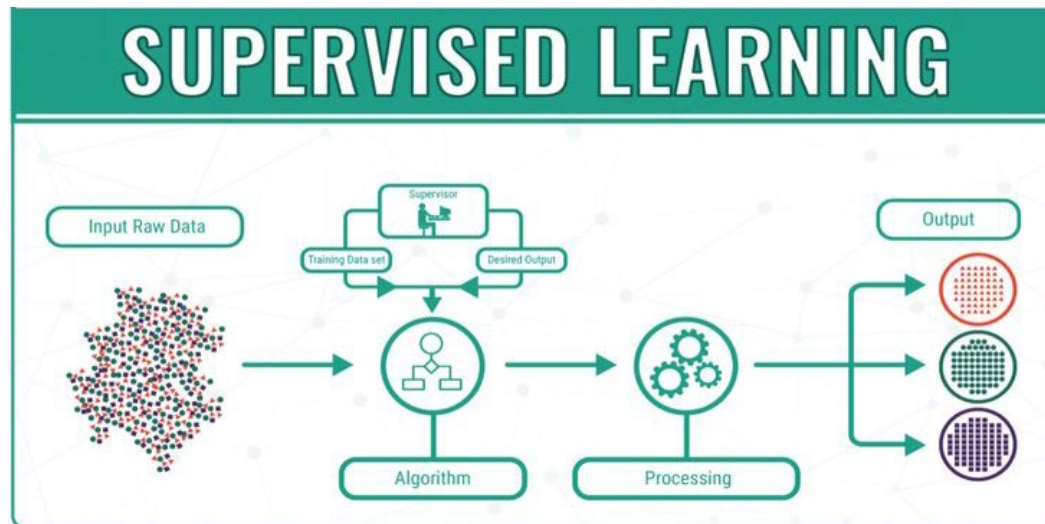 SUPERVISED LEARNING
Input Raw Data
Supervisor
Training Data set
Desired Output
Output
Algorithm
Processing